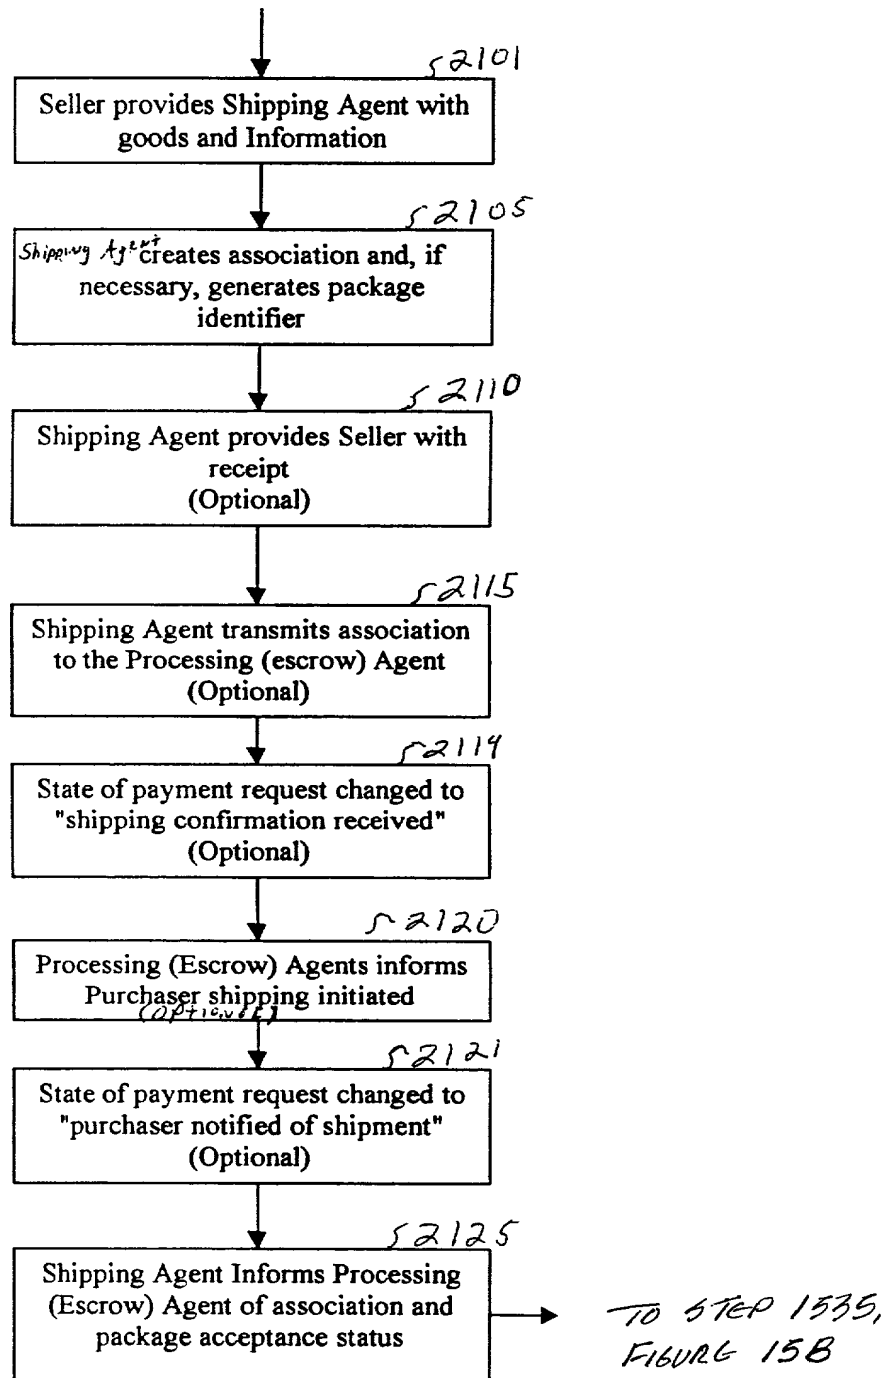 S2101
Seller provides Shipping Agent with
goods and Information
S2105
Shipping Agent creates association and, if
necessary, generates package
identifier
S2110
Shipping Agent provides Seller with
receipt
(Optional)
S2115
Shipping Agent transmits association
to the Processing (escrow) Agent
(Optional)
S2119
State of payment request changed to
"shipping confirmation received"
(Optional)
S2120
Processing (Escrow) Agents informs
Purchaser shipping initiated
(Optional)
S2121
State of payment request changed to
"purchaser notified of shipment"
(Optional)
S2125
Shipping Agent Informs Processing
(Escrow) Agent of association and
package acceptance status
TO STEP 1535,
FIGURE 15B